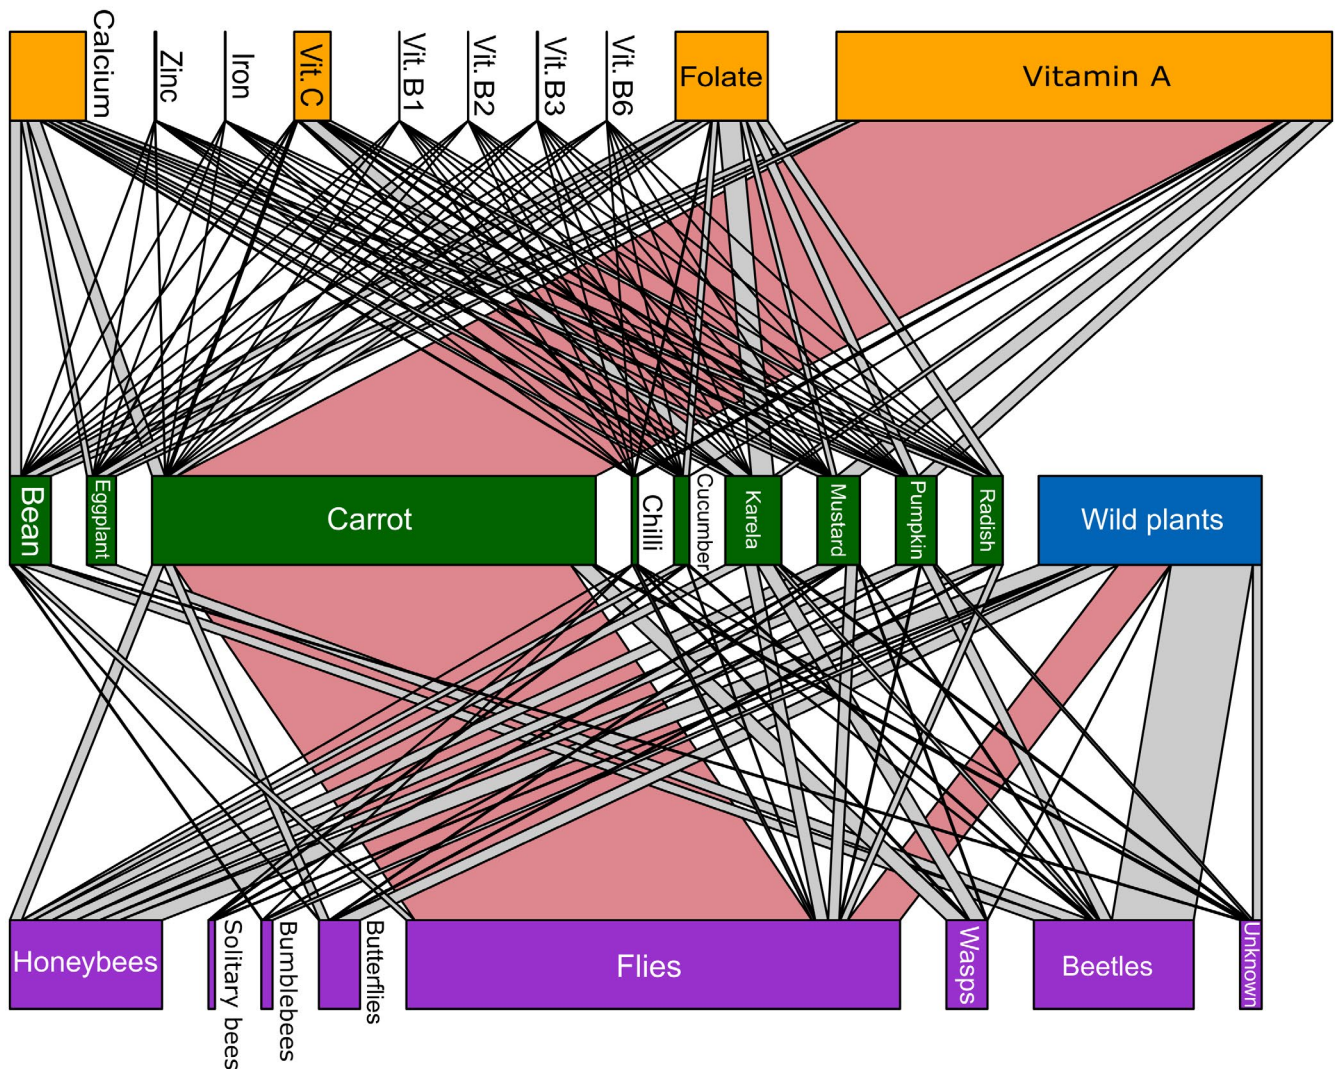 Calcium
Zinc
Iron
Vit. C
Vit. B1
Vit. B2
Vit. B3
Vit. B6
Folate
Vitamin A
Bean
Eggplant
Carrot
Chilli
Cucumber
Karela
Mustard
Pumpkin
Radish
Wild plants
Honeybees
Solitary bees
Bumblebees
Butterflies
Flies
Wasps
Beetles
Unknown